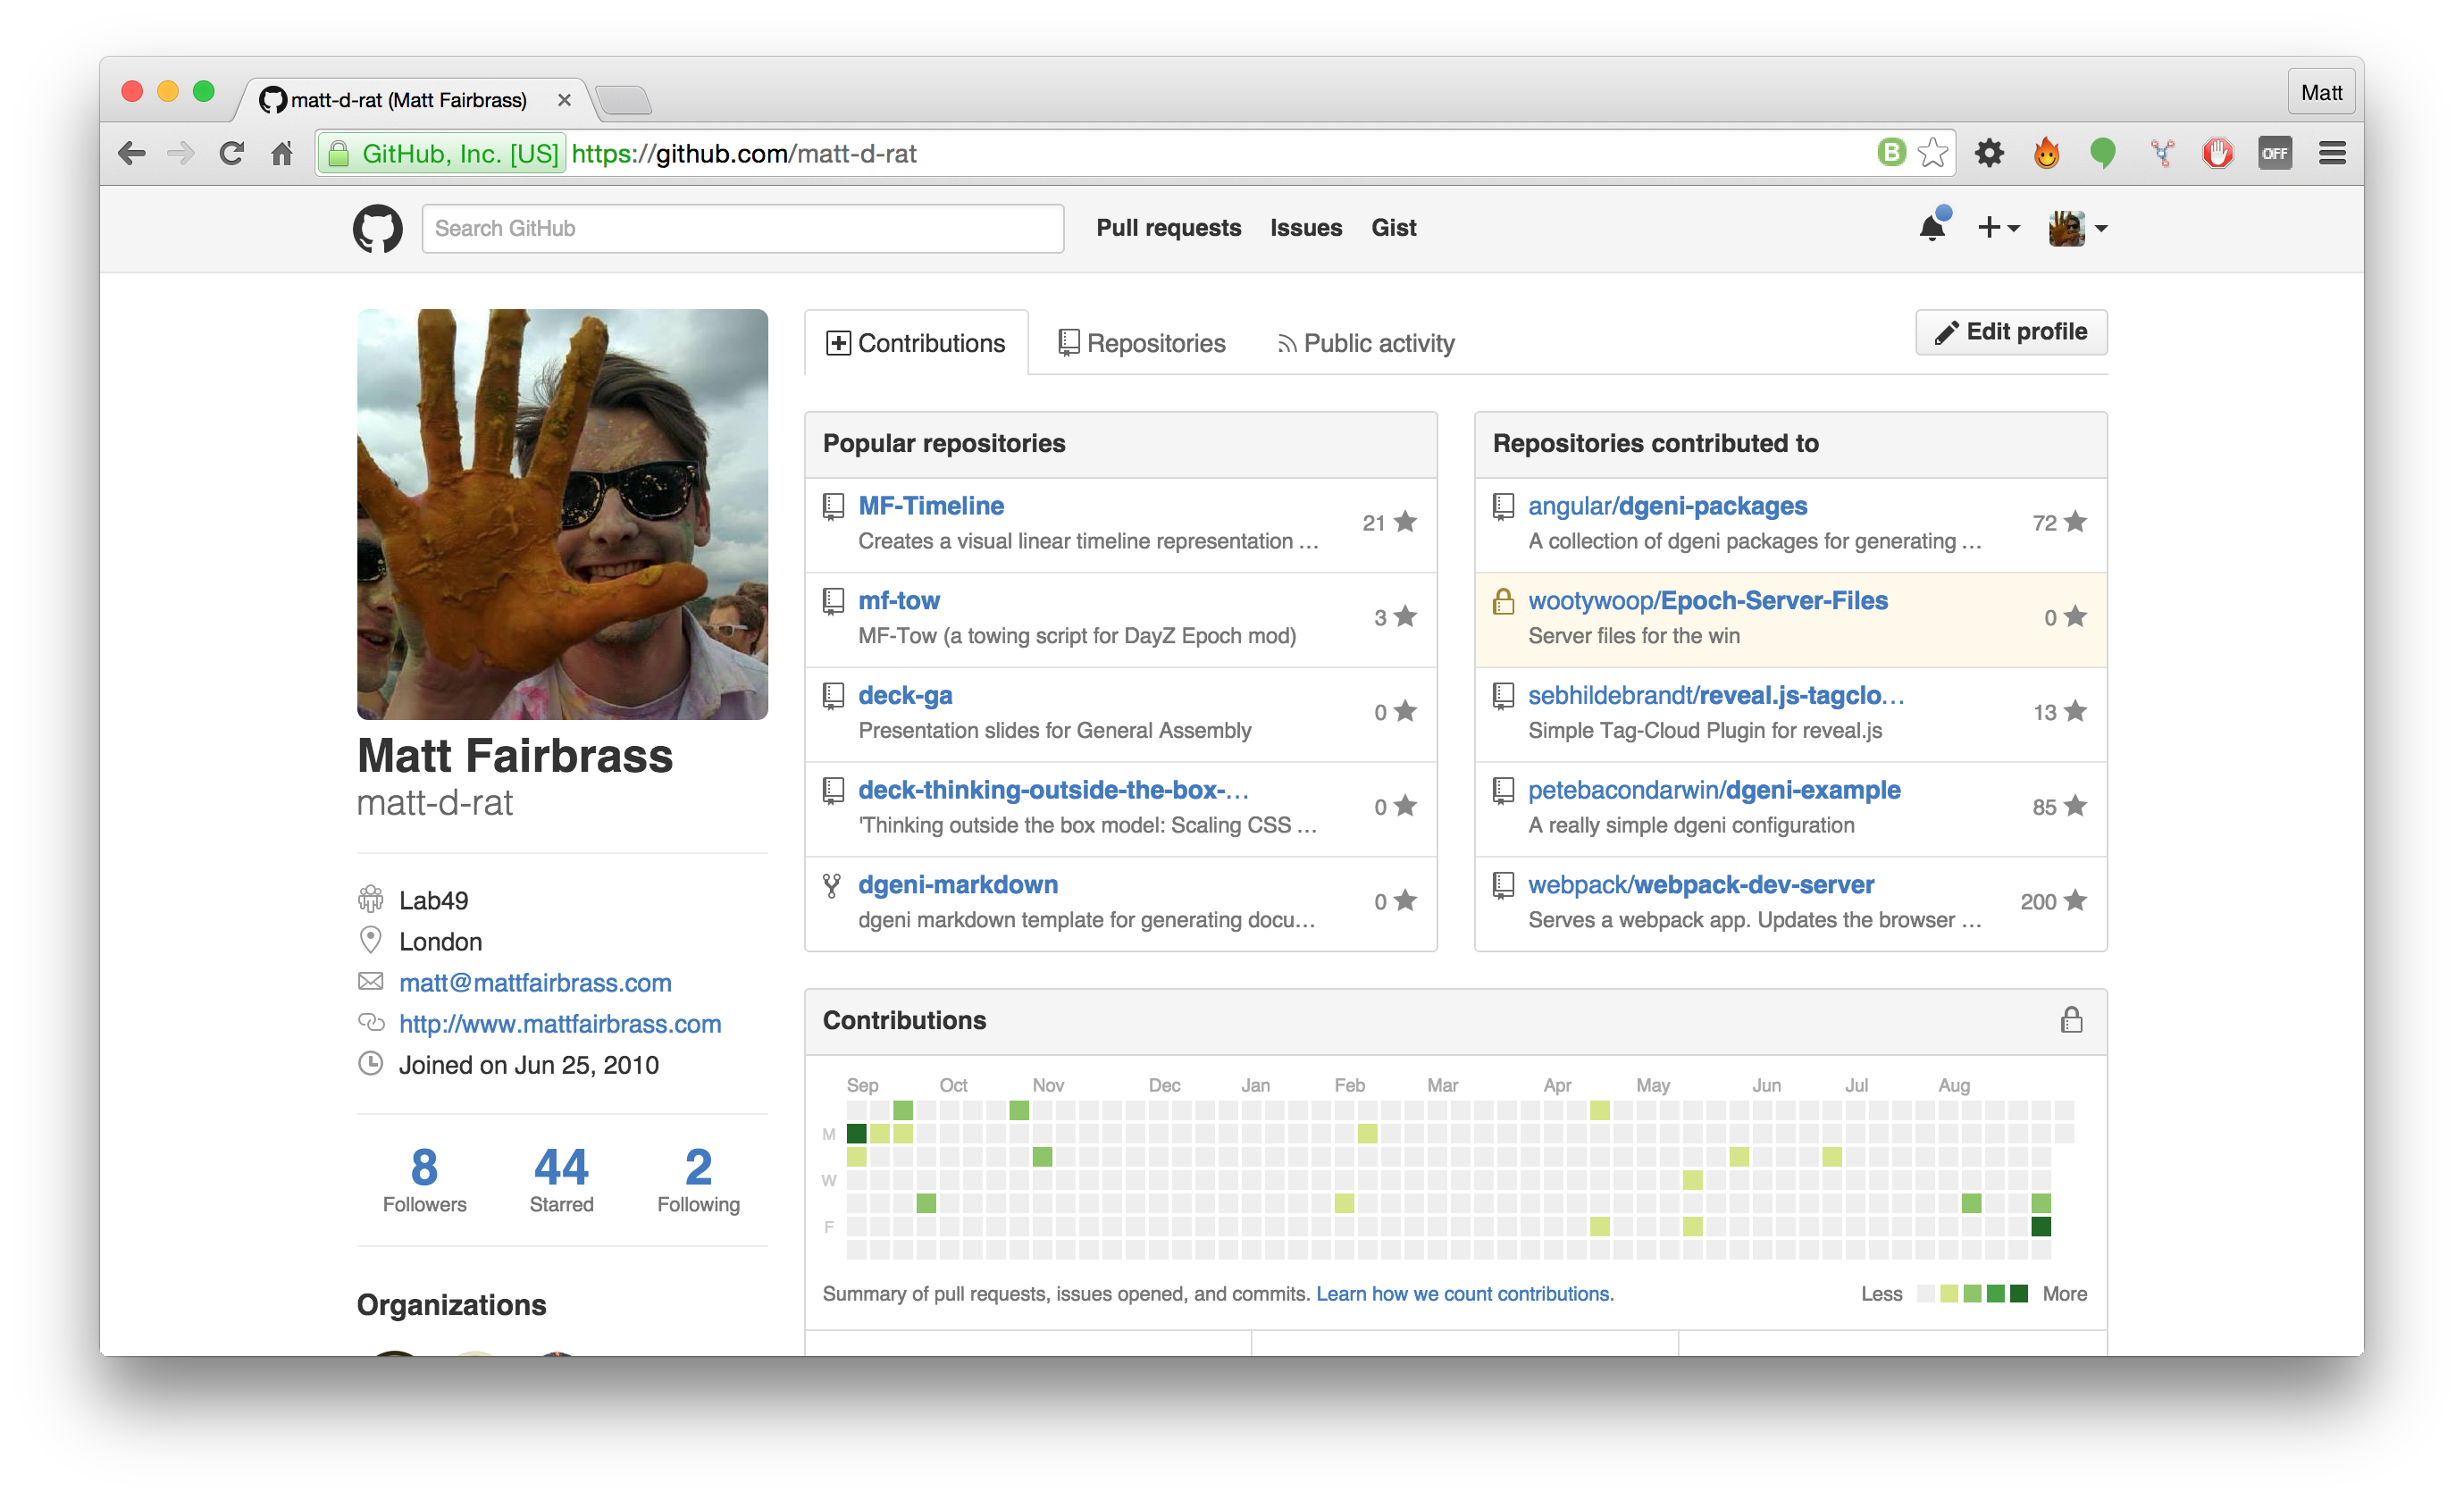 matt-d-rat (Matt Fairbrass)
Matt
GitHub, Inc. [US] https://github.com/matt-d-rat
B
OFF
Search GitHub
Pull requests Issues Gist
Contributions Repositories Public activity
Edit profile
Matt Fairbrass
matt-d-rat
Lab49
London
matt@mattfairbrass.com
http://www.mattfairbrass.com
Joined on Jun 25, 2010
8 44 2
Followers Starred Following
Organizations
Popular repositories
MF-Timeline
Creates a visual linear timeline representation …
21
mf-tow
MF-Tow (a towing script for DayZ Epoch mod)
3
deck-ga
Presentation slides for General Assembly
0
deck-thinking-outside-the-box-…
'Thinking outside the box model: Scaling CSS …
0
dgeni-markdown
dgeni markdown template for generating docu…
0
Repositories contributed to
angular/dgeni-packages
A collection of dgeni packages for generating …
72
wootywoop/Epoch-Server-Files
Server files for the win
0
sebhildebrandt/reveal.js-tagclo…
Simple Tag-Cloud Plugin for reveal.js
13
petebacondarwin/dgeni-example
A really simple dgeni configuration
85
webpack/webpack-dev-server
Serves a webpack app. Updates the browser …
200
Contributions
Sep Oct Nov Dec Jan Feb Mar Apr May Jun Jul Aug
M
W
F
Summary of pull requests, issues opened, and commits. Learn how we count contributions.
Less More